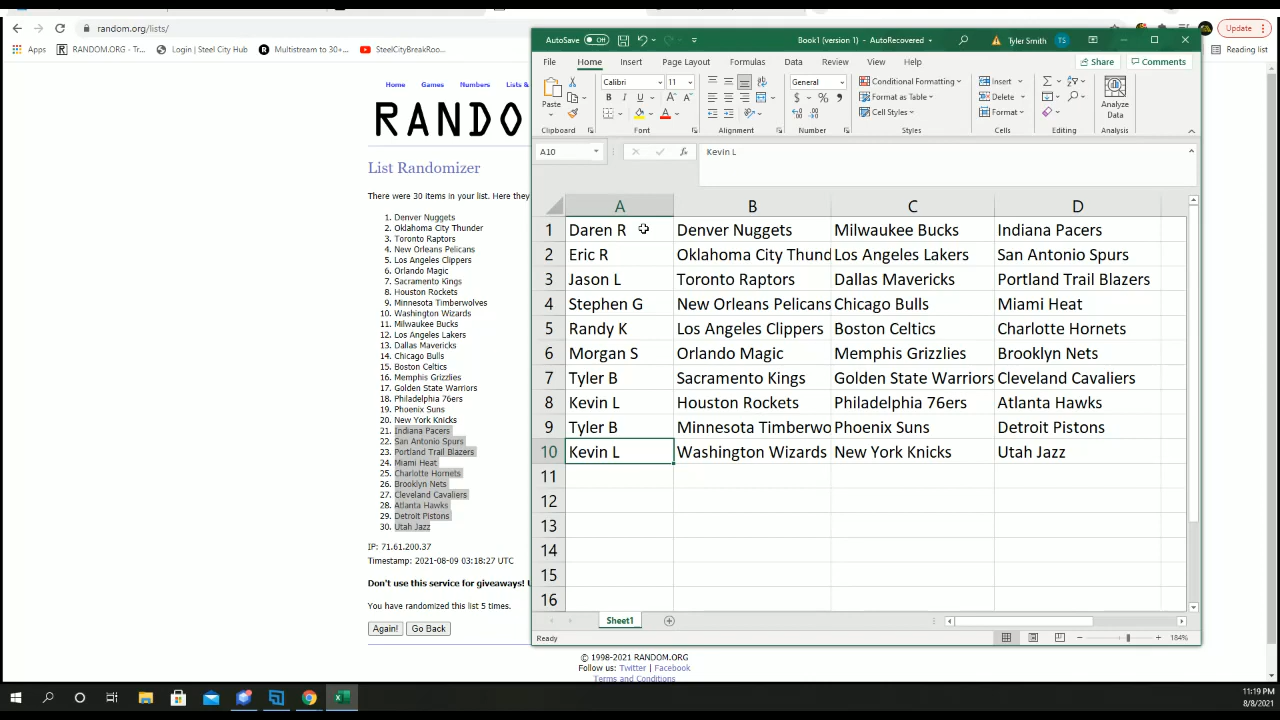 random.org/lists/
Update
Apps
RANDOM.ORG - Tr...
Login | Steel City Hub
Multistream to 30+...
SteelCityBreakRoo...
Reading list
Home Games Numbers Lists &
RANDO
List Randomizer
There were 30 items in your list. Here they
1. Denver Nuggets
2. Oklahoma City Thunder
3. Toronto Raptors
4. New Orleans Pelicans
5. Los Angeles Clippers
6. Orlando Magic
7. Sacramento Kings
8. Houston Rockets
9. Minnesota Timberwolves
10. Washington Wizards
11. Milwaukee Bucks
12. Los Angeles Lakers
13. Dallas Mavericks
14. Chicago Bulls
15. Boston Celtics
16. Memphis Grizzlies
17. Golden State Warriors
18. Philadelphia 76ers
19. Phoenix Suns
20. New York Knicks
21. Indiana Pacers
22. San Antonio Spurs
23. Portland Trail Blazers
24. Miami Heat
25. Charlotte Hornets
26. Brooklyn Nets
27. Cleveland Cavaliers
28. Atlanta Hawks
29. Detroit Pistons
30. Utah Jazz
IP: 71.61.200.37
Timestamp: 2021-08-09 03:18:27 UTC
Don't use this service for giveaways!
You have randomized this list 5 times.
Again! Go Back
© 1998-2021 RANDOM.ORG
Follow us: Twitter | Facebook
Terms and Conditions
AutoSave Off Book1 (version 1) - AutoRecovered Tyler Smith TS
File Home Insert Page Layout Formulas Data Review View Help Share Comments
Paste
Calibri 11
General
Conditional Formatting
Format as Table
Cell Styles
Insert
Delete
Format
Analyze
Data
Clipboard Font Alignment Number Styles Cells Editing Analysis
A10 fx Kevin L
A B C D
1 Daren R Denver Nuggets Milwaukee Bucks Indiana Pacers
2 Eric R Oklahoma City Thund Los Angeles Lakers San Antonio Spurs
3 Jason L Toronto Raptors Dallas Mavericks Portland Trail Blazers
4 Stephen G New Orleans Pelicans Chicago Bulls Miami Heat
5 Randy K Los Angeles Clippers Boston Celtics Charlotte Hornets
6 Morgan S Orlando Magic Memphis Grizzlies Brooklyn Nets
7 Tyler B Sacramento Kings Golden State Warriors Cleveland Cavaliers
8 Kevin L Houston Rockets Philadelphia 76ers Atlanta Hawks
9 Tyler B Minnesota Timberwo Phoenix Suns Detroit Pistons
10 Kevin L Washington Wizards New York Knicks Utah Jazz
11
12
13
14
15
16
Sheet1
Ready
184%
11:19 PM
8/8/2021